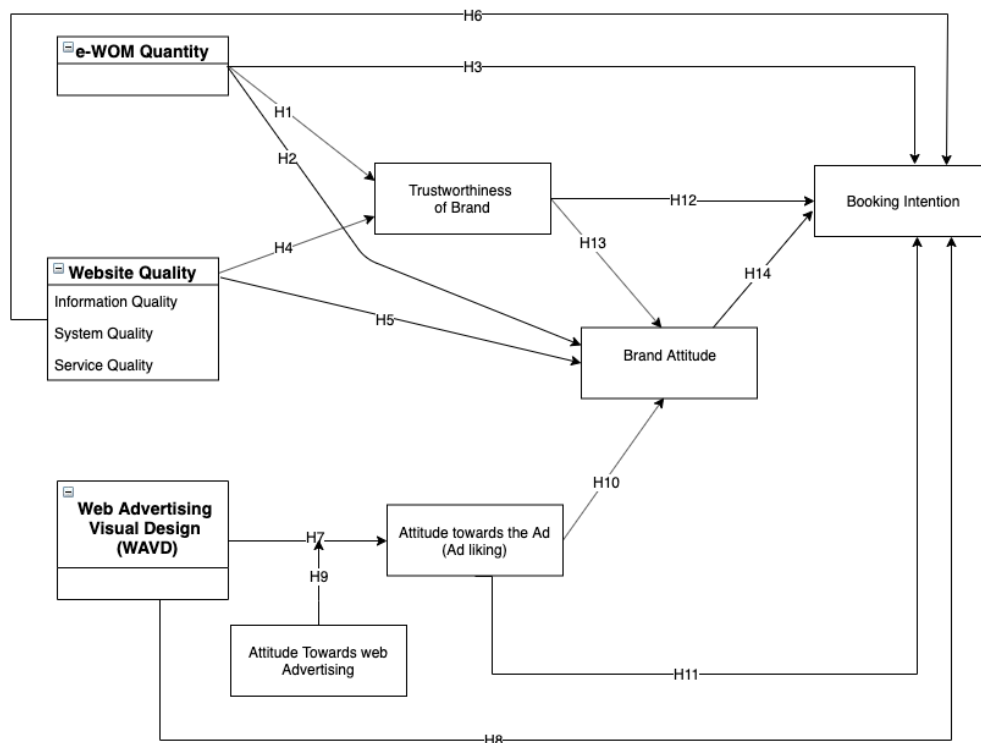 H6
e-WOM Quantity
H3
H1
H2
Trustworthiness
of Brand
H12
Booking Intention
H13
H4
Website Quality
Information Quality
System Quality
Service Quality
H14
H5
Brand Attitude
H10
Web Advertising
Visual Design
(WAVD)
H7
Attitude towards the Ad
(Ad liking)
H9
Attitude Towards web
Advertising
H11
H8